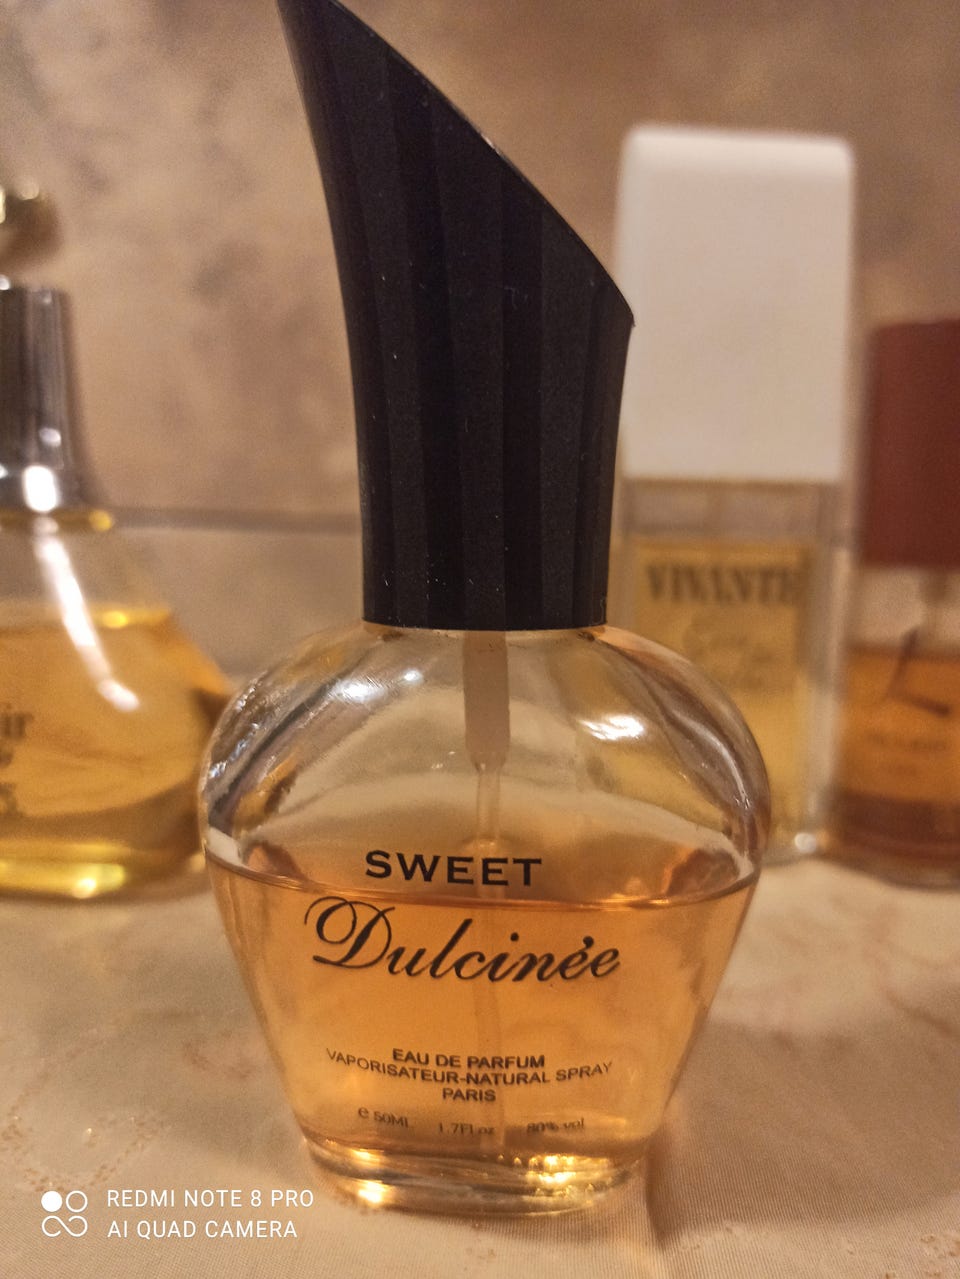 SWEET
Dulcinée
EAU DE PARFUM
VAPORISATEUR-NATURAL SPRAY
PARIS
e 50ML 1.7Fl oz 80% vol
VIVANTE
REDMI NOTE 8 PRO
AI QUAD CAMERA